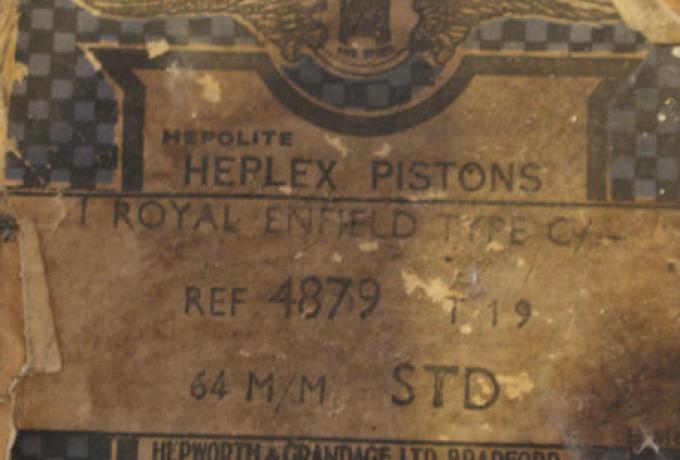 HEPOLITE
HEPLEX PISTONS
1 ROYAL ENFIELD TYPE C/-
REF 4879 T 19
64 M/M STD
HEPWORTH & GRANDAGE LTD BRADFORD